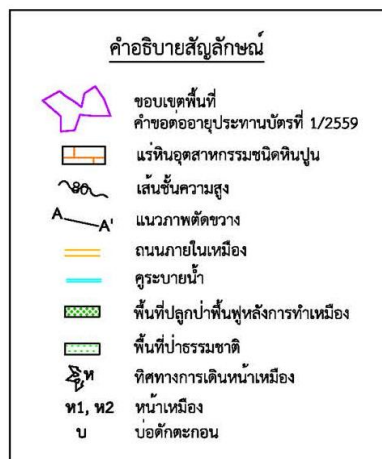 คำอธิบายสัญลักษณ์
ขอบเขตพื้นที่
คำขอต่ออายุประทานบัตรที่ 1/2559
แร่หินอุตสาหกรรมชนิดหินปูน
80 เส้นชั้นความสูง
A A' แนวภาพตัดขวาง
ถนนภายในเหมือง
คูระบายน้ำ
พื้นที่ปลูกป่าฟื้นฟูหลังการทำเหมือง
พื้นที่ป่าธรรมชาติ
ห ทิศทางการเดินหน้าเหมือง
ห1, ห2 หน้าเหมือง
บ บ่อดักตะกอน